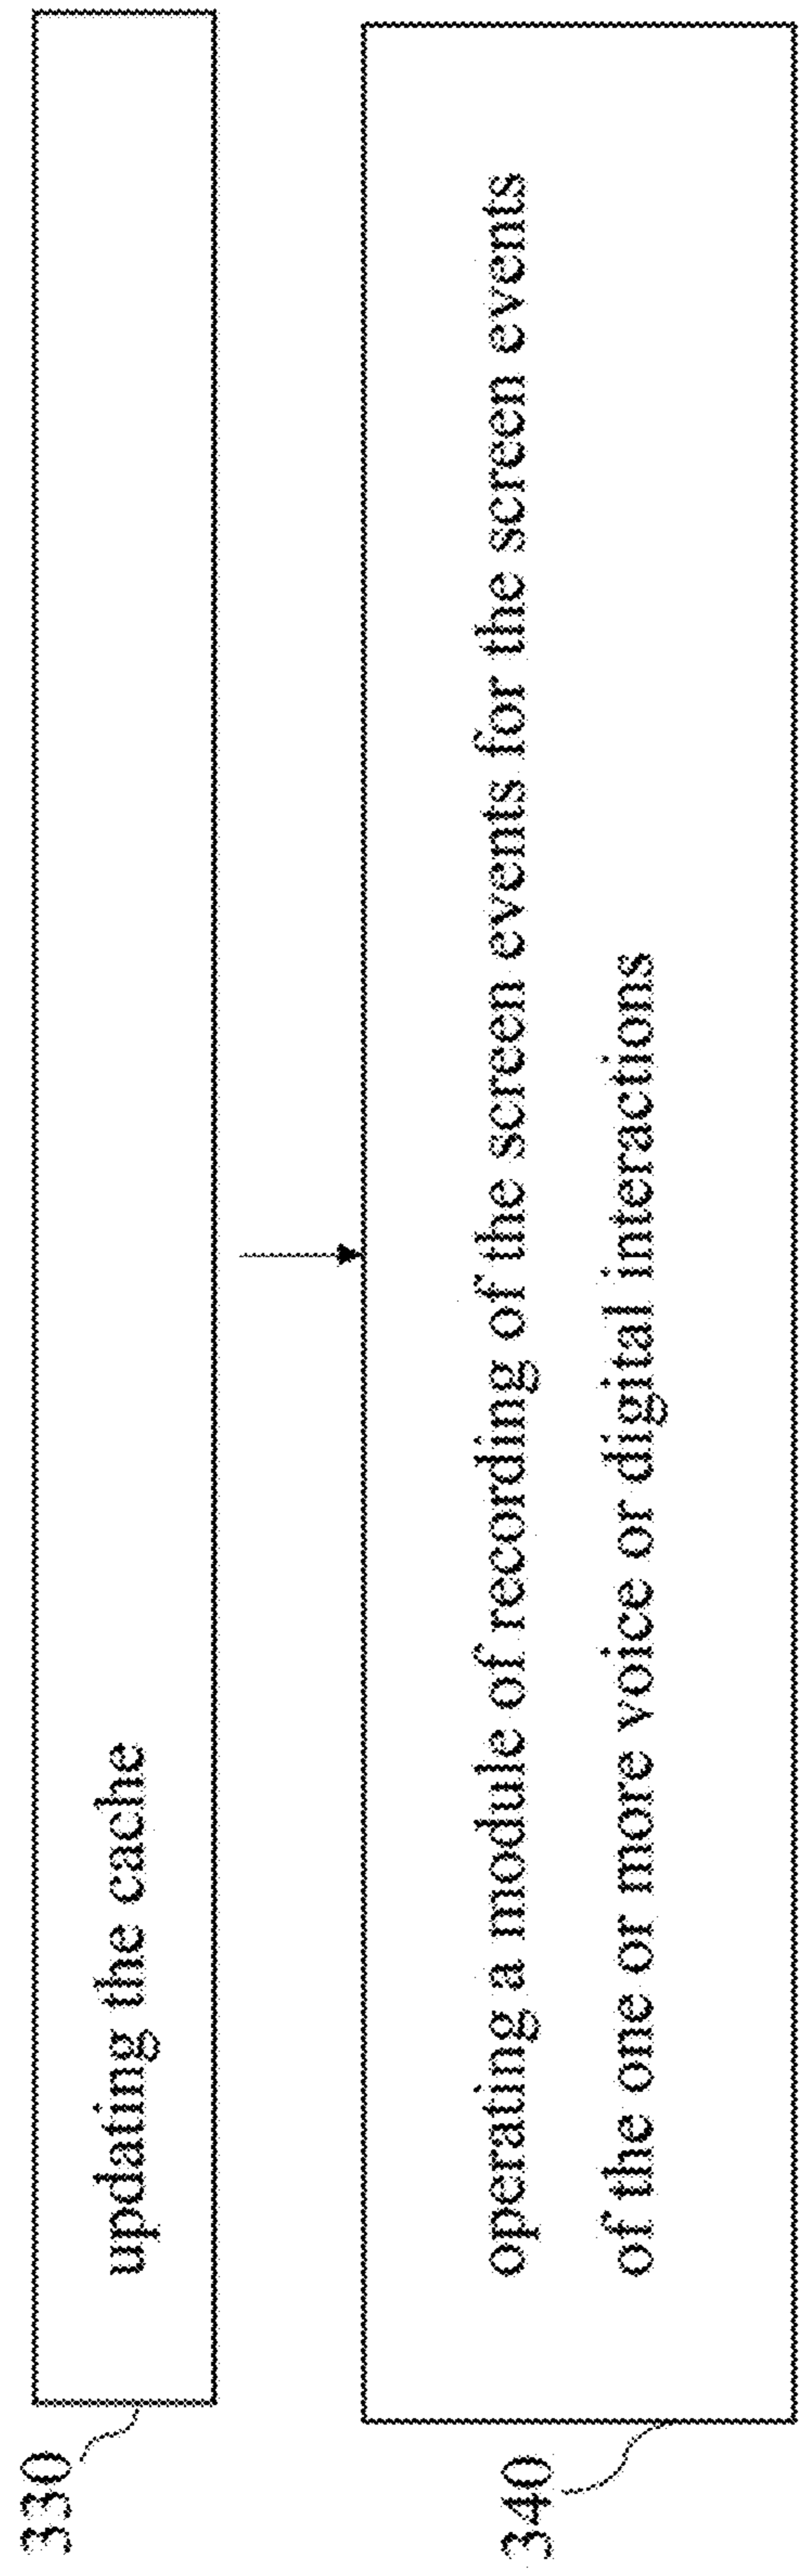 330
updating the cache
340
operating a module of recording of the screen events for the screen events
of the one or more voice or digital interactions